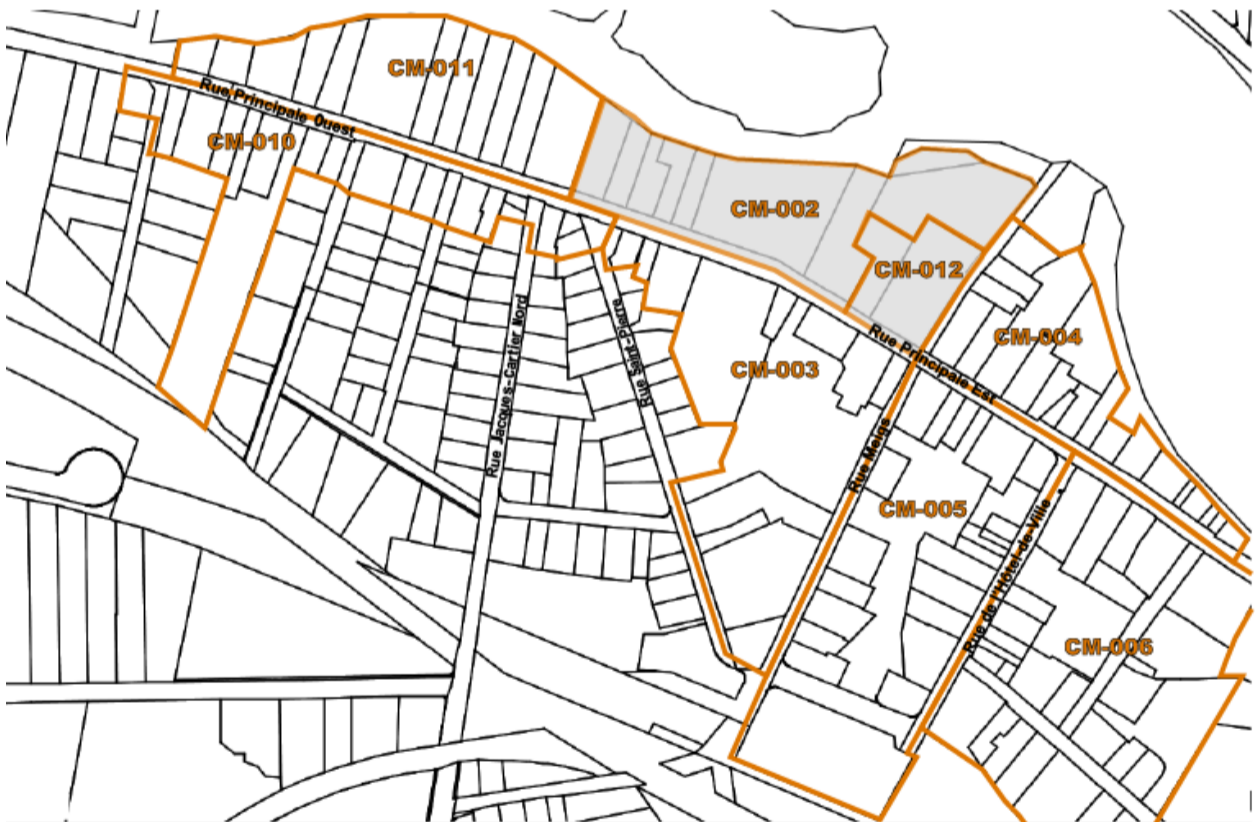 CM-011
Rue Principale Ouest
CM-010
CM-002
CM-012
Rue Jacques-Cartier Nord
Rue Saint-Pierre
CM-003
Rue Principale Est
CM-004
Rue Meigs
CM-005
Rue de l'Hôtel-de-Ville
CM-006